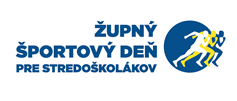 ŽUPNÝ
ŠPORTOVÝ DEŇ
PRE STREDOŠKOLÁKOV